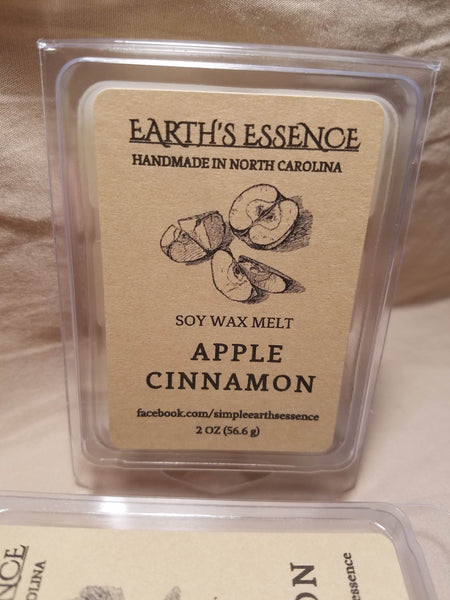 EARTH'S ESSENCE
HANDMADE IN NORTH CAROLINA
SOY WAX MELT
APPLE
CINNAMON
facebook.com/simpleearthsessence
2 OZ (56.6 g)